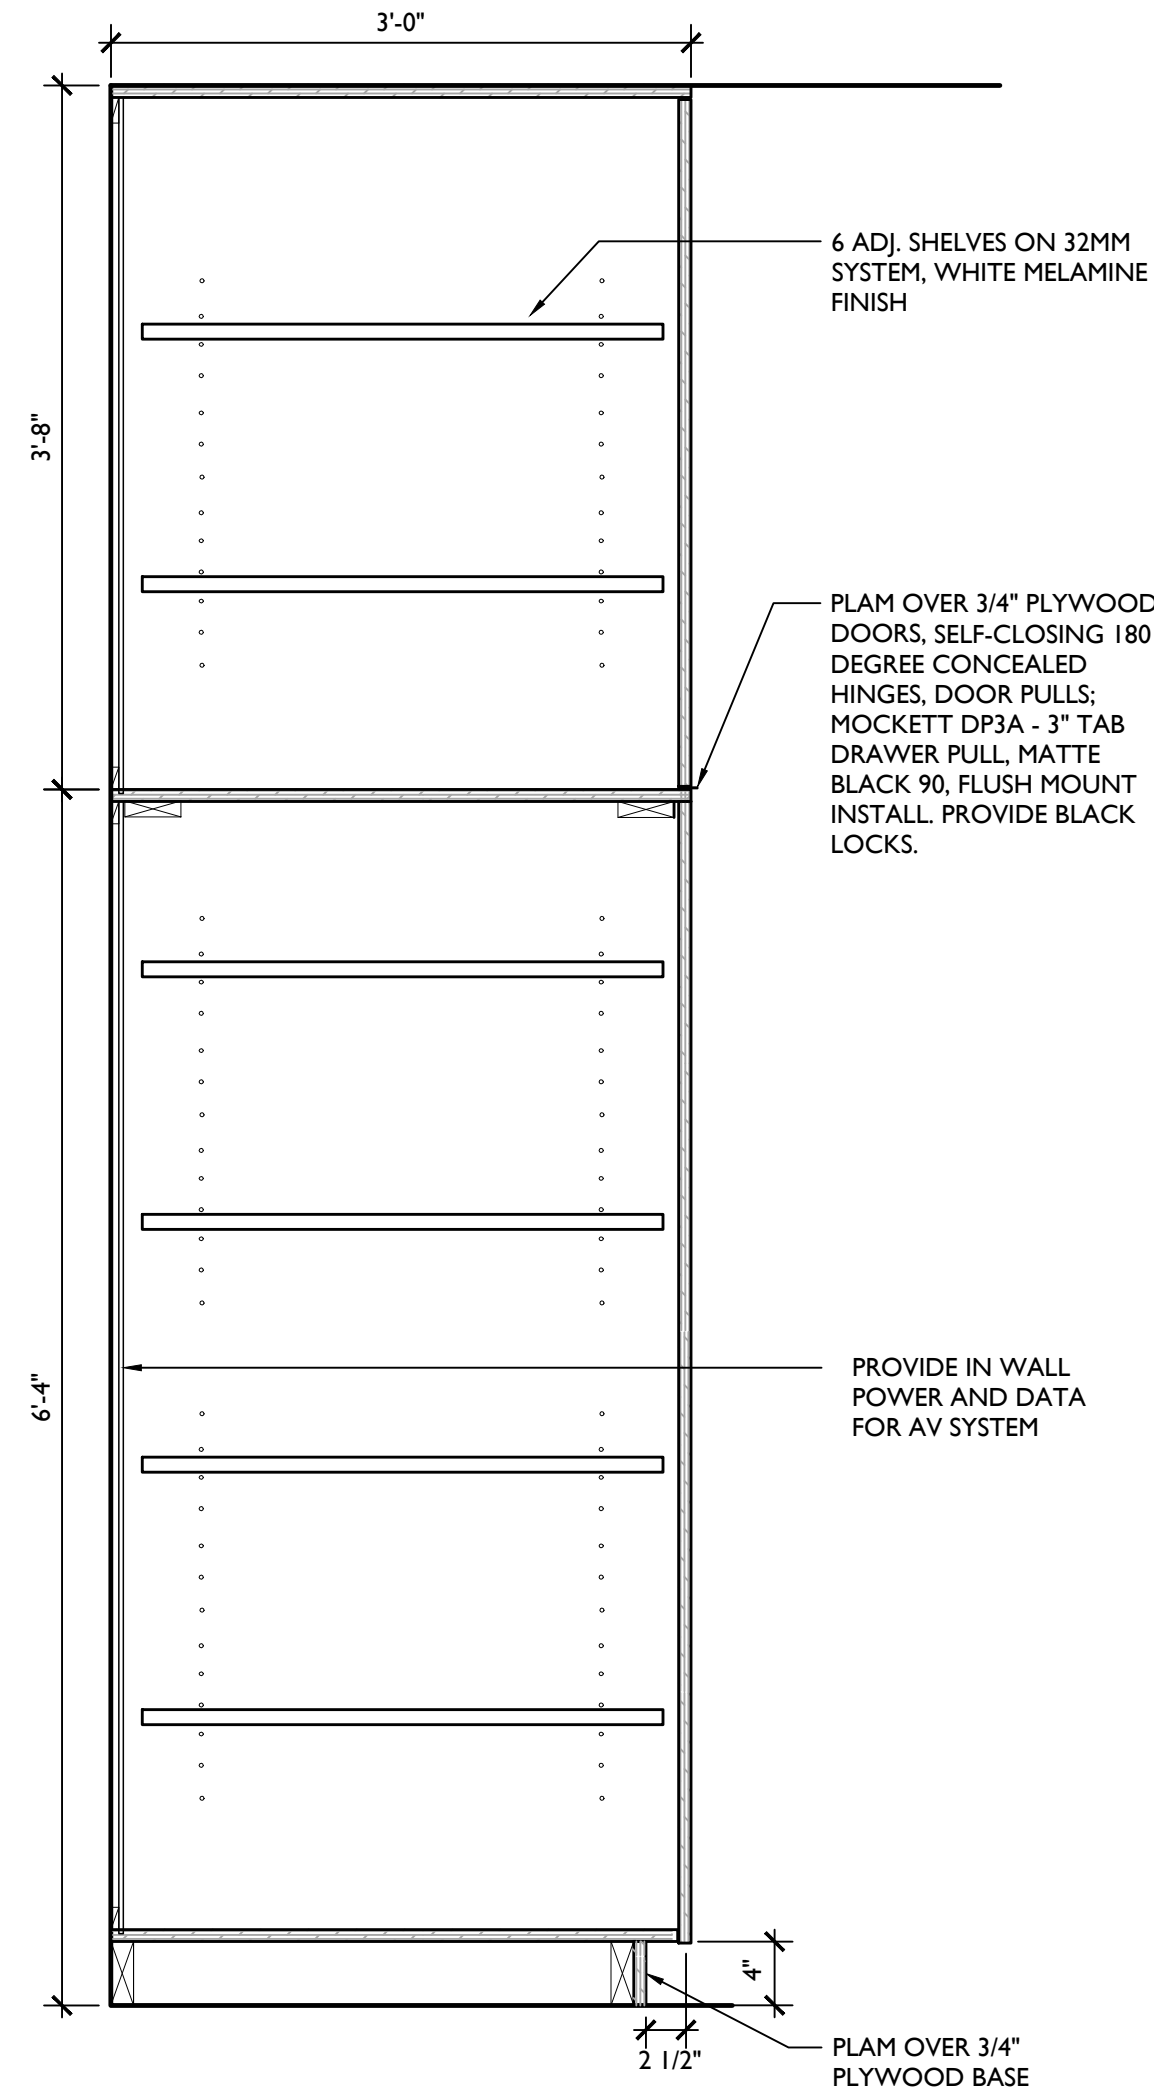 3'-0"
6 ADJ. SHELVES ON 32MM
SYSTEM, WHITE MELAMINE
FINISH
3'-8"
PLAM OVER 3/4" PLYWOOD
DOORS, SELF-CLOSING 180
DEGREE CONCEALED
HINGES, DOOR PULLS;
MOCKETT DP3A - 3" TAB
DRAWER PULL, MATTE
BLACK 90, FLUSH MOUNT
INSTALL. PROVIDE BLACK
LOCKS.
PROVIDE IN WALL
POWER AND DATA
FOR AV SYSTEM
6'-4"
4"
2 1/2"
PLAM OVER 3/4"
PLYWOOD BASE